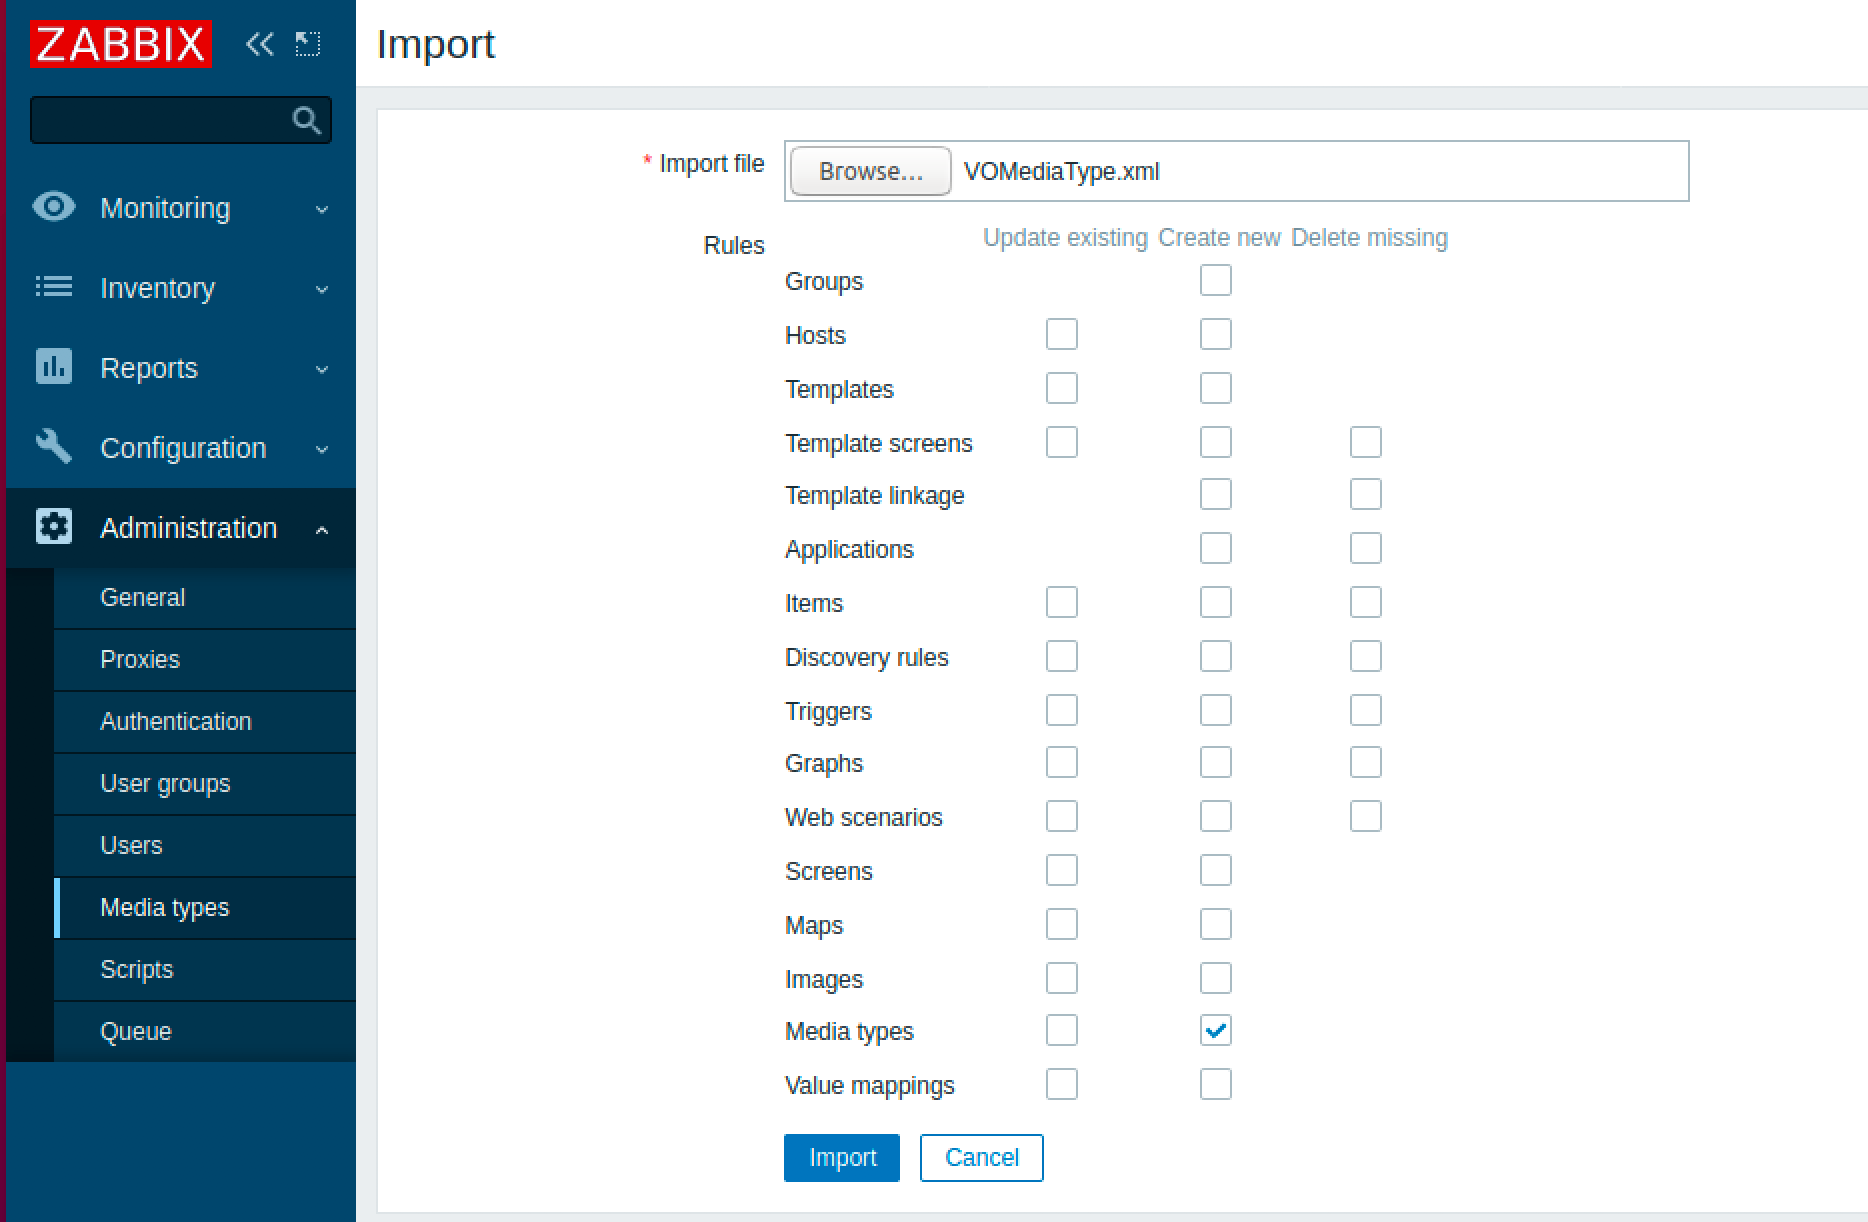 ZABBIX
Monitoring
Inventory
Reports
Configuration
Administration
General
Proxies
Authentication
User groups
Users
Media types
Scripts
Queue
Import
* Import file Browse... VOMediaType.xml
Rules Update existing Create new Delete missing
Groups
Hosts
Templates
Template screens
Template linkage
Applications
Items
Discovery rules
Triggers
Graphs
Web scenarios
Screens
Maps
Images
Media types
Value mappings
Import Cancel